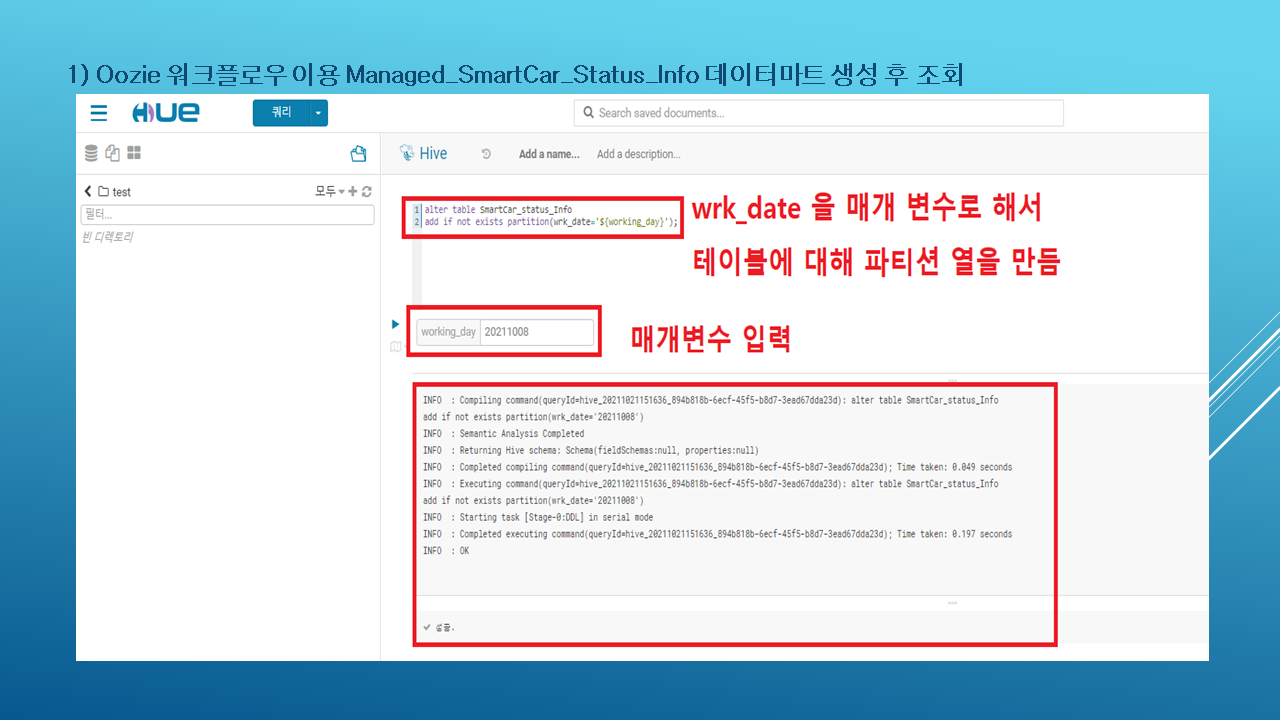 1) Oozie 워크플로우 이용 Managed_SmartCar_Status_Info 데이터마트 생성 후 조회
HUE
쿼리
Search saved documents...
Hive
Add a name...
Add a description...
test
모두
필터...
빈 디렉토리
1 alter table SmartCar_status_Info
2 add if not exists partition(wrk_date='${working_day}');
wrk_date 을 매개 변수로 해서
테이블에 대해 파티션 열을 만듬
working_day 20211008
매개변수 입력
INFO : Compiling command(queryId=hive_20211021151636_894b818b-6ecf-45f5-b8d7-3ead67dda23d): alter table SmartCar_status_Info
add if not exists partition(wrk_date='20211008')
INFO : Semantic Analysis Completed
INFO : Returning Hive schema: Schema(fieldSchemas:null, properties:null)
INFO : Completed compiling command(queryId=hive_20211021151636_894b818b-6ecf-45f5-b8d7-3ead67dda23d); Time taken: 0.049 seconds
INFO : Executing command(queryId=hive_20211021151636_894b818b-6ecf-45f5-b8d7-3ead67dda23d): alter table SmartCar_status_Info
add if not exists partition(wrk_date='20211008')
INFO : Starting task [Stage-0:DDL] in serial mode
INFO : Completed executing command(queryId=hive_20211021151636_894b818b-6ecf-45f5-b8d7-3ead67dda23d); Time taken: 0.197 seconds
INFO : OK
성공.